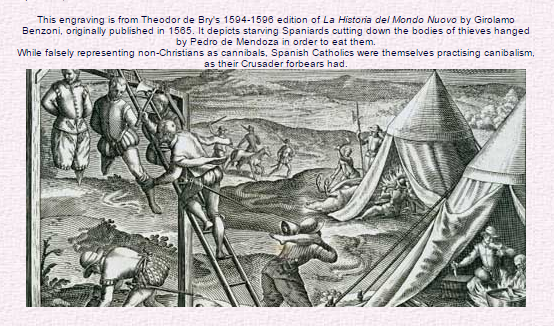 This engraving is from Theodor de Bry's 1594-1596 edition of La Historia del Mondo Nuovo by Girolamo
Benzoni, originally published in 1565. It depicts starving Spaniards cutting down the bodies of thieves hanged
by Pedro de Mendoza in order to eat them.
While falsely representing non-Christians as cannibals, Spanish Catholics were themselves practising canibalism,
as their Crusader forbears had.